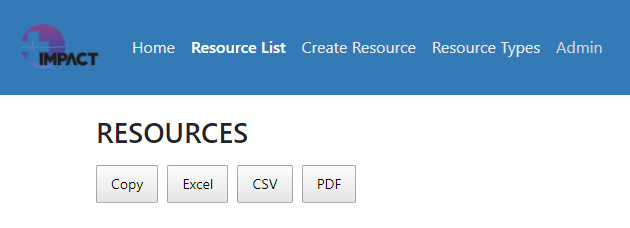 IMPACT
Home Resource List Create Resource Resource Types Admin
RESOURCES
Copy Excel CSV PDF